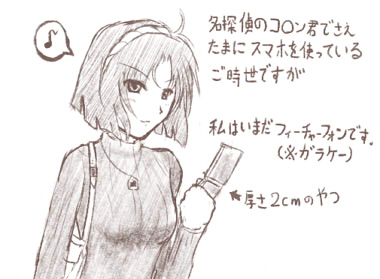 名探偵のコ〇ン君でさえ
たまにスマホを使っている
ご時世ですが
私はいまだフィーチャーフォンです。
(※ガラケー)
厚さ2cmのやつ
♪